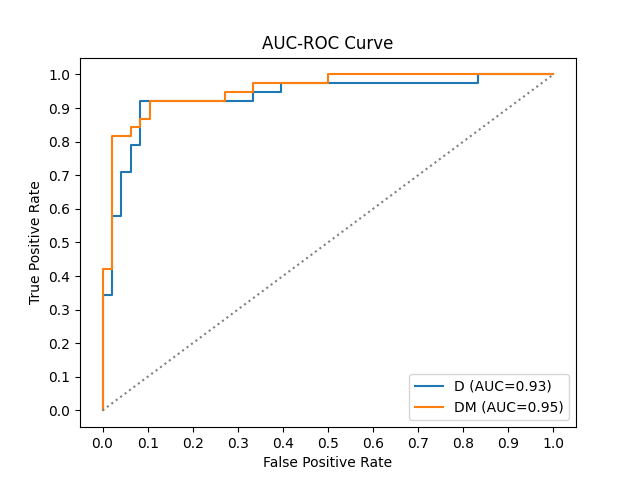 AUC-ROC Curve
True Positive Rate
1.0
0.9
0.8
0.7
0.6
0.5
0.4
0.3
0.2
0.1
0.0
D (AUC=0.93)
DM (AUC=0.95)
0.0 0.1 0.2 0.3 0.4 0.5 0.6 0.7 0.8 0.9 1.0
False Positive Rate